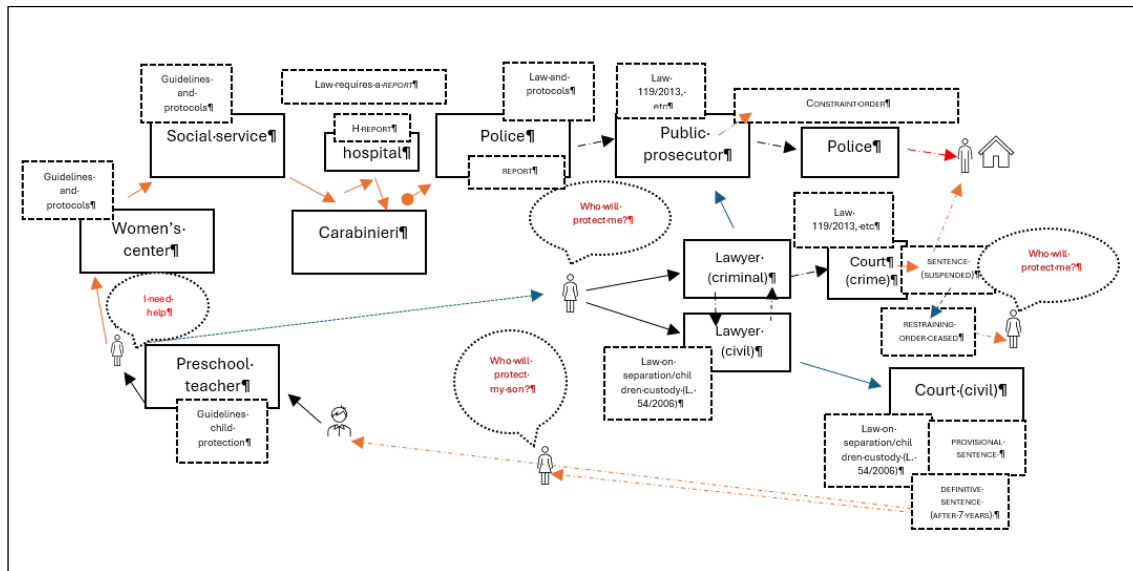 Guidelines·
and·
protocols¶
Law·requires·a·REPORT¶
Law·and·
protocols¶
Law·
119/2013,·
etc¶
CONSTRAINT·ORDER¶
Social·service¶
H·REPORT¶
hospital¶
Police¶
REPORT¶
Public·
prosecutor¶
Police¶
Guidelines·
and·
protocols¶
Women's·
center¶
Carabinieri¶
Who·will·
protect·me?¶
Law·
119/2013,·etc¶
Lawyer·
(criminal)¶
Court¶
(crime)¶
SENTENCE·
(SUSPENDED)¶
Who·will·
protect·me?¶
I·need·
help¶
Lawyer·
(civil)¶
RESTRAINING·
ORDER·CEASED¶
Preschool·
teacher¶
Guidelines·
child·
protection¶
Who·will·
protect·
my·son?¶
Law·on·
separation/chil
dren·custody·(L.·
54/2006)¶
Court·(civil)¶
Law·on·
separation/chil
dren·custody·(L.·
54/2006)¶
PROVISIONAL·
SENTENCE·¶
DEFINITIVE·
SENTENCE·
(AFTER·7·YEARS)·¶